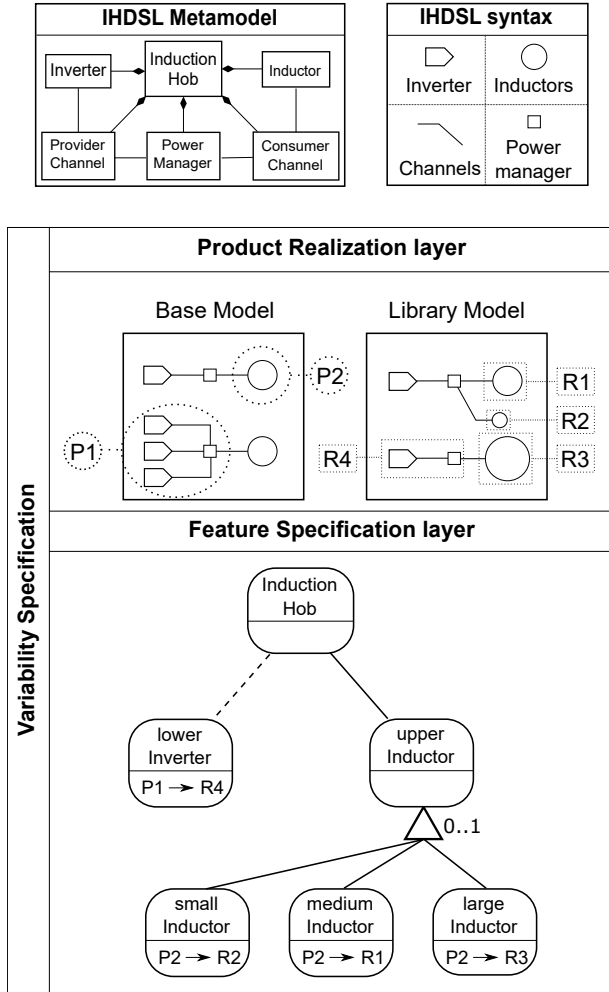 IHDSL Metamodel
Inverter
Induction
Hob
Inductor
Provider
Channel
Power
Manager
Consumer
Channel
IHDSL syntax
Inverter
Inductors
Channels
Power
manager
Variability Specification
Product Realization layer
Base Model
Library Model
P2
P1
R1
R2
R4
R3
Feature Specification layer
Induction
Hob
lower
Inverter
P1 → R4
upper
Inductor
0..1
small
Inductor
P2 → R2
medium
Inductor
P2 → R1
large
Inductor
P2 → R3